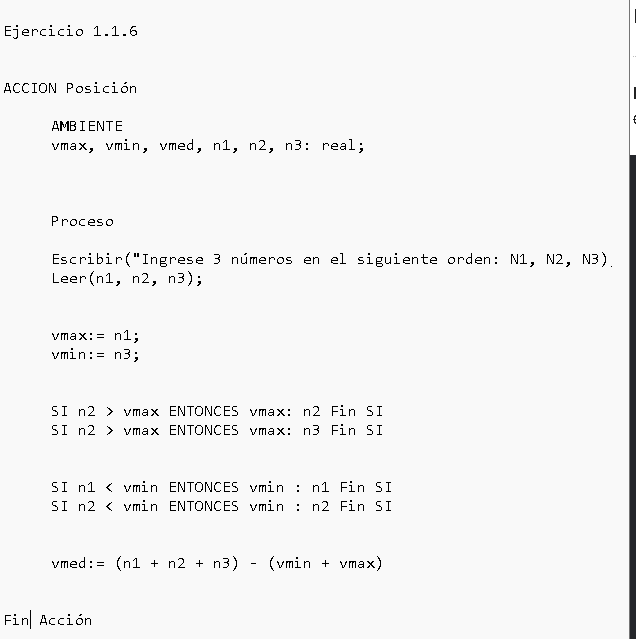 Ejercicio 1.1.6
ACCION Posición
AMBIENTE
vmax, vmin, vmed, n1, n2, n3: real;
Proceso
Escribir("Ingrese 3 números en el siguiente orden: N1, N2, N3)
Leer(n1, n2, n3);
vmax:= n1;
vmin:= n3;
SI n2 > vmax ENTONCES vmax: n2 Fin SI
SI n2 > vmax ENTONCES vmax: n3 Fin SI
SI n1 < vmin ENTONCES vmin : n1 Fin SI
SI n2 < vmin ENTONCES vmin : n2 Fin SI
vmed:= (n1 + n2 + n3) - (vmin + vmax)
Fin Acción